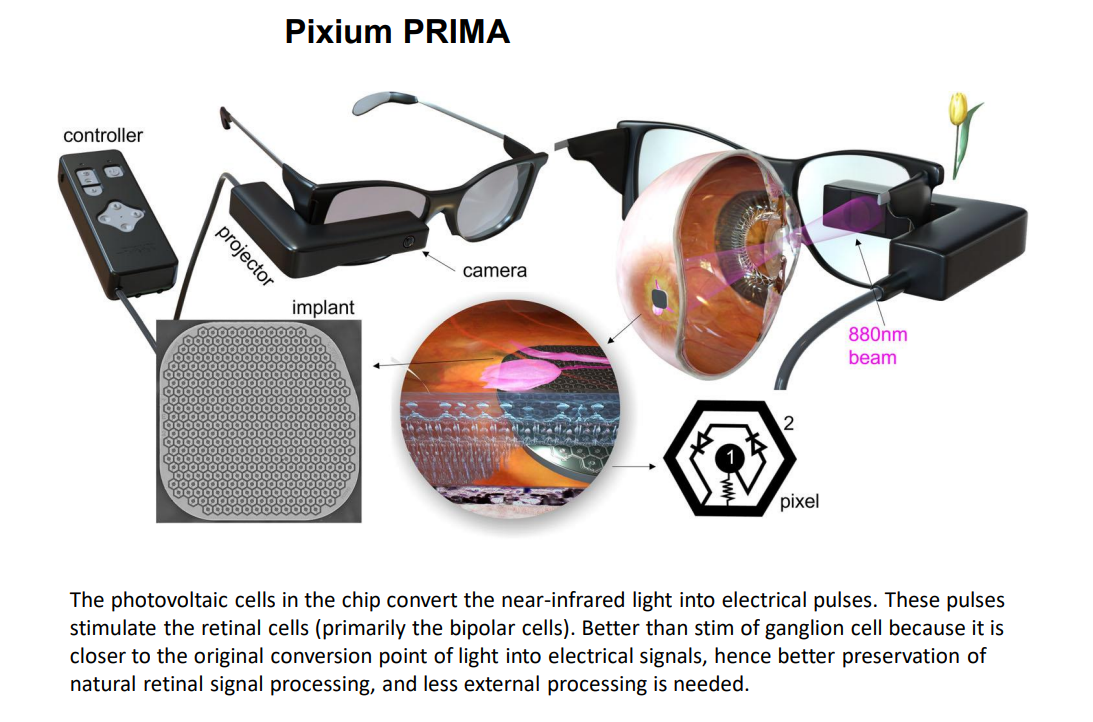 Pixium PRIMA
controller
projector
camera
implant
880nm
beam
1
2
pixel
The photovoltaic cells in the chip convert the near-infrared light into electrical pulses. These pulses
stimulate the retinal cells (primarily the bipolar cells). Better than stim of ganglion cell because it is
closer to the original conversion point of light into electrical signals, hence better preservation of
natural retinal signal processing, and less external processing is needed.